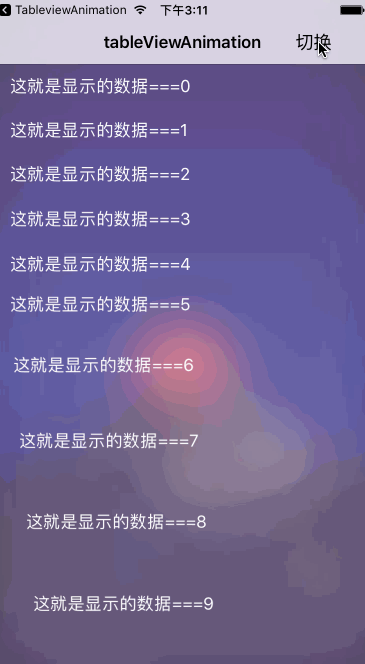 TableviewAnimation 下午3:11
tableViewAnimation 切换
这就是显示的数据===0
这就是显示的数据===1
这就是显示的数据===2
这就是显示的数据===3
这就是显示的数据===4
这就是显示的数据===5
这就是显示的数据===6
这就是显示的数据===7
这就是显示的数据===8
这就是显示的数据===9